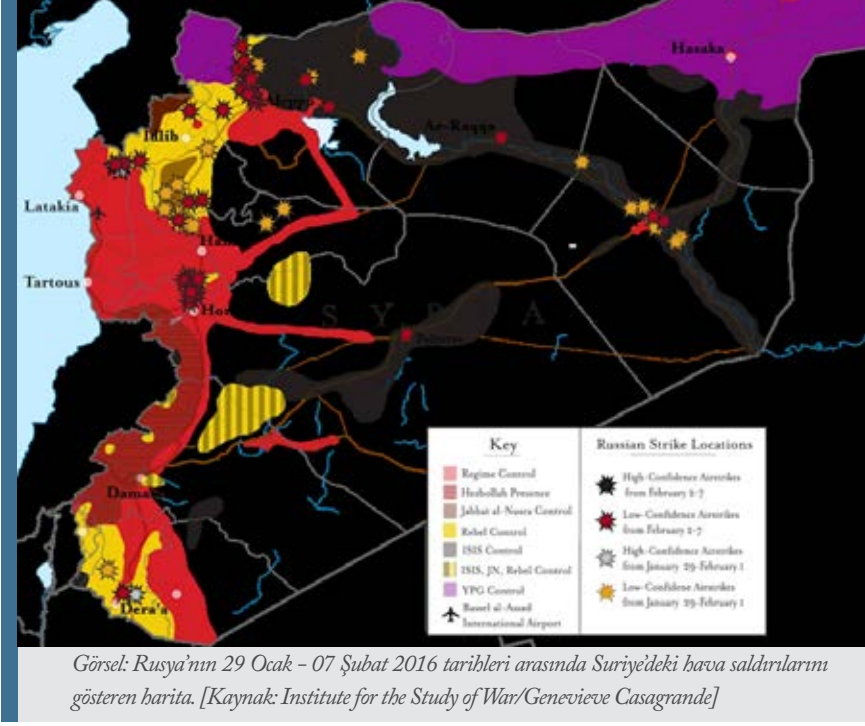 Hasaka
Aleppo
Ar-Raqqa
Idlib
Latakia
Tartous
S Y R I A
Key
Regime Control
Hezbollah Presence
Jabhat al-Nusra Control
Rebel Control
ISIS Control
ISIS, JN, Rebel Control
YPG Control
Bassel al-Assad
International Airport
Russian Strike Locations
High-Confidence Airstrikes
from February 2-7
Low-Confidence Airstrikes
from February 2-7
High-Confidence Airstrikes
from January 29-February 1
Low-Confidene Airstrikes
from January 29-February 1
Dera'a
Görsel: Rusya’nın 29 Ocak – 07 Şubat 2016 tarihleri arasında Suriye’deki hava saldırılarını
gösteren harita. [Kaynak: Institute for the Study of War/Genevieve Casagrande]